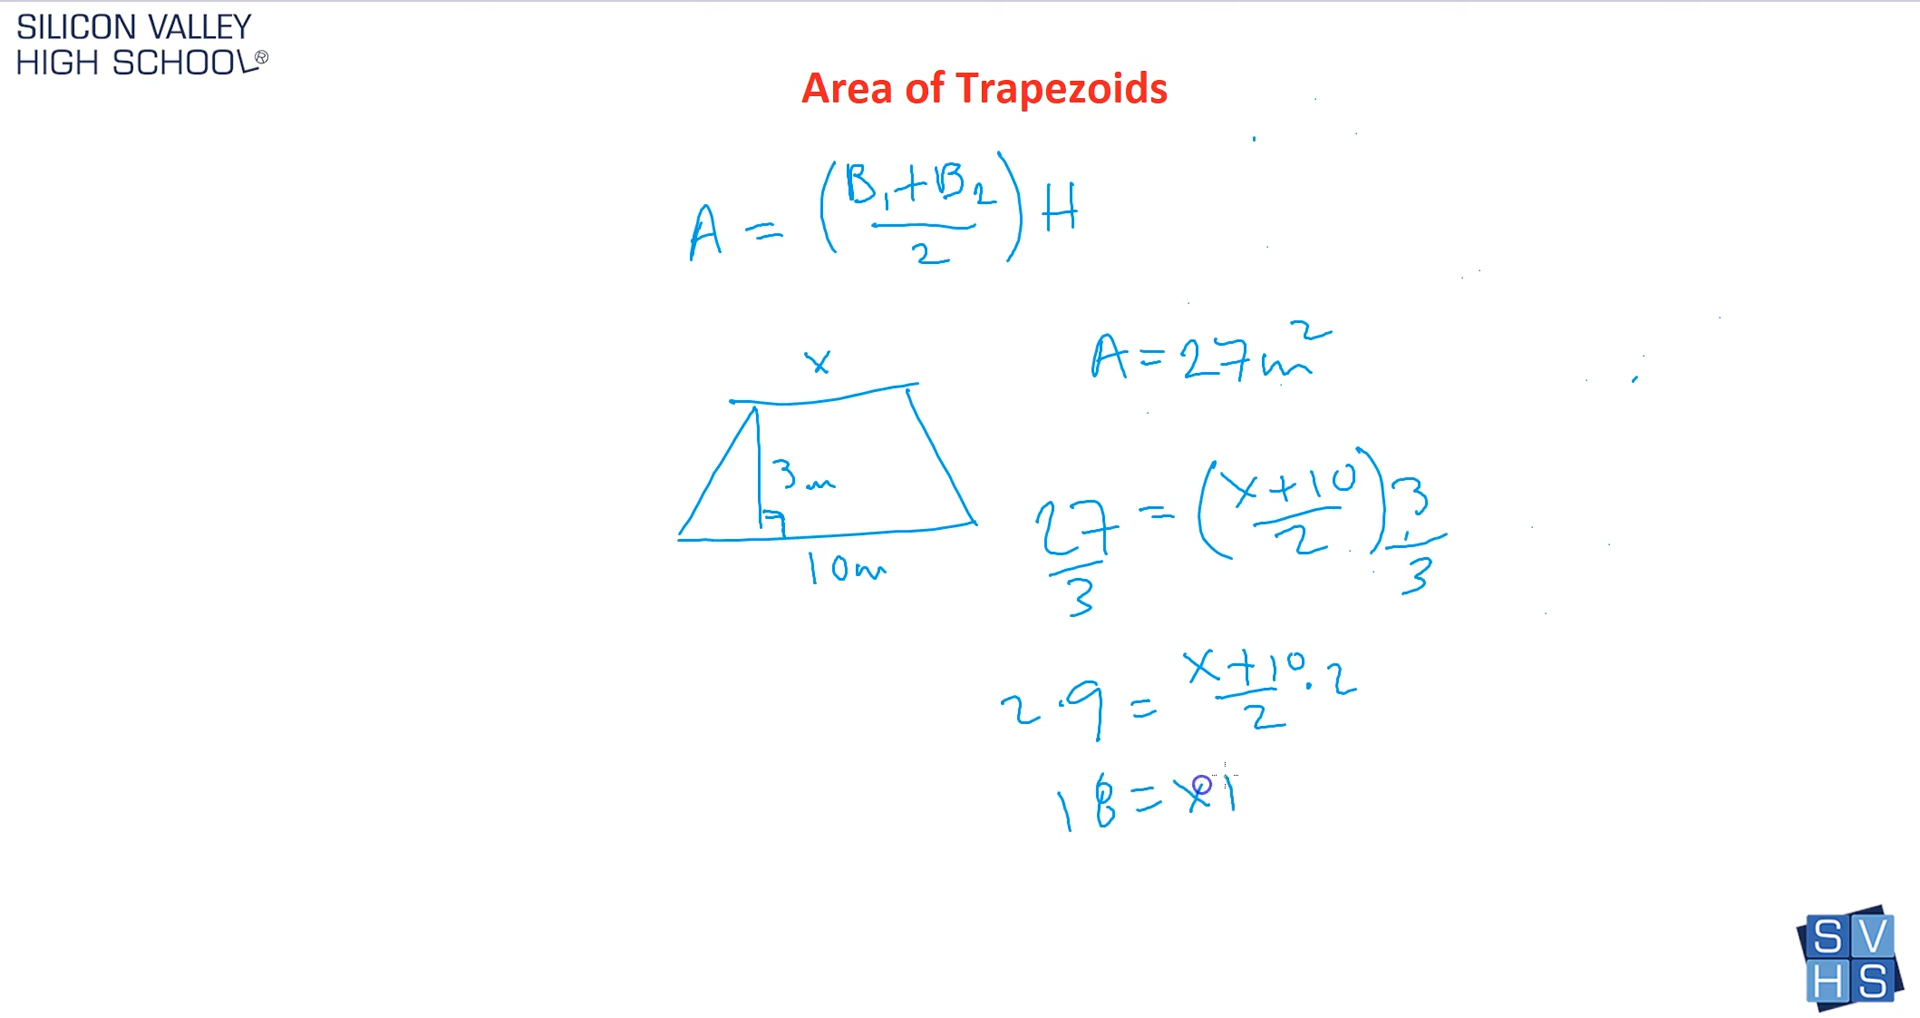 SILICON VALLEY
HIGH SCHOOL®
Area of Trapezoids
A = (B₁+B₂/2) H
x
A = 27m²
3m
10m
27/3 = (x+10/2) 3/3
2·9 = x+10/2 · 2
18 = x
SV
HS